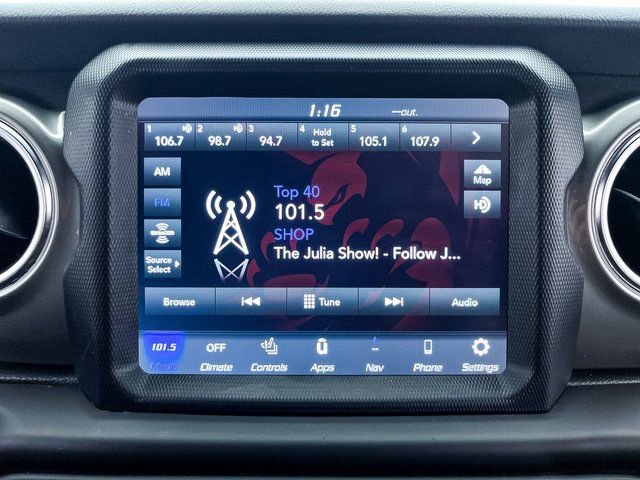 1:16 --out.
1 106.7 2 98.7 3 94.7 4 Hold to Set 5 105.1 6 107.9
AM
FM
Source Select
Top 40
101.5
SHOP
The Julia Show! - Follow J...
Map
HD
Browse Tune Audio
101.5 OFF -- 
Media Climate Controls Apps Nav Phone Settings